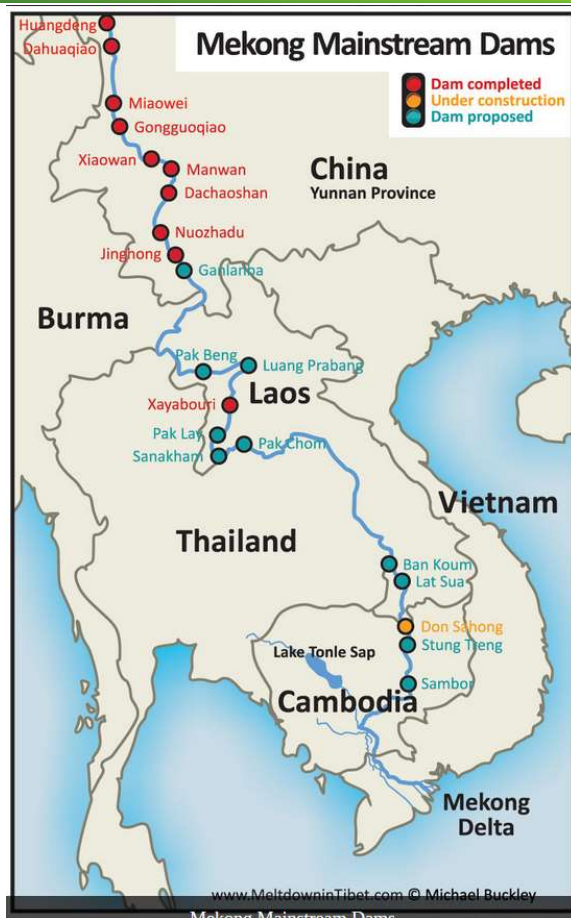 Huangdeng
Mekong Mainstream Dams
Dahuaqiao
Dam completed
Under construction
Dam proposed
Miaowei
Gongguoqiao
Xiaowan
Manwan
China
Yunnan Province
Dachaoshan
Nuozhadu
Jinghong
Ganlanba
Burma
Pak Beng
Luang Prabang
Laos
Xayabouri
Pak Lay
Pak Chom
Sanakham
Vietnam
Thailand
Ban Koum
Lat Sua
Don Sahong
Lake Tonle Sap
Stung Treng
Cambodia
Sambor
Mekong
Delta
www.MeltdowninTibet.com © Michael Buckley
Mekong Mainstream Dams